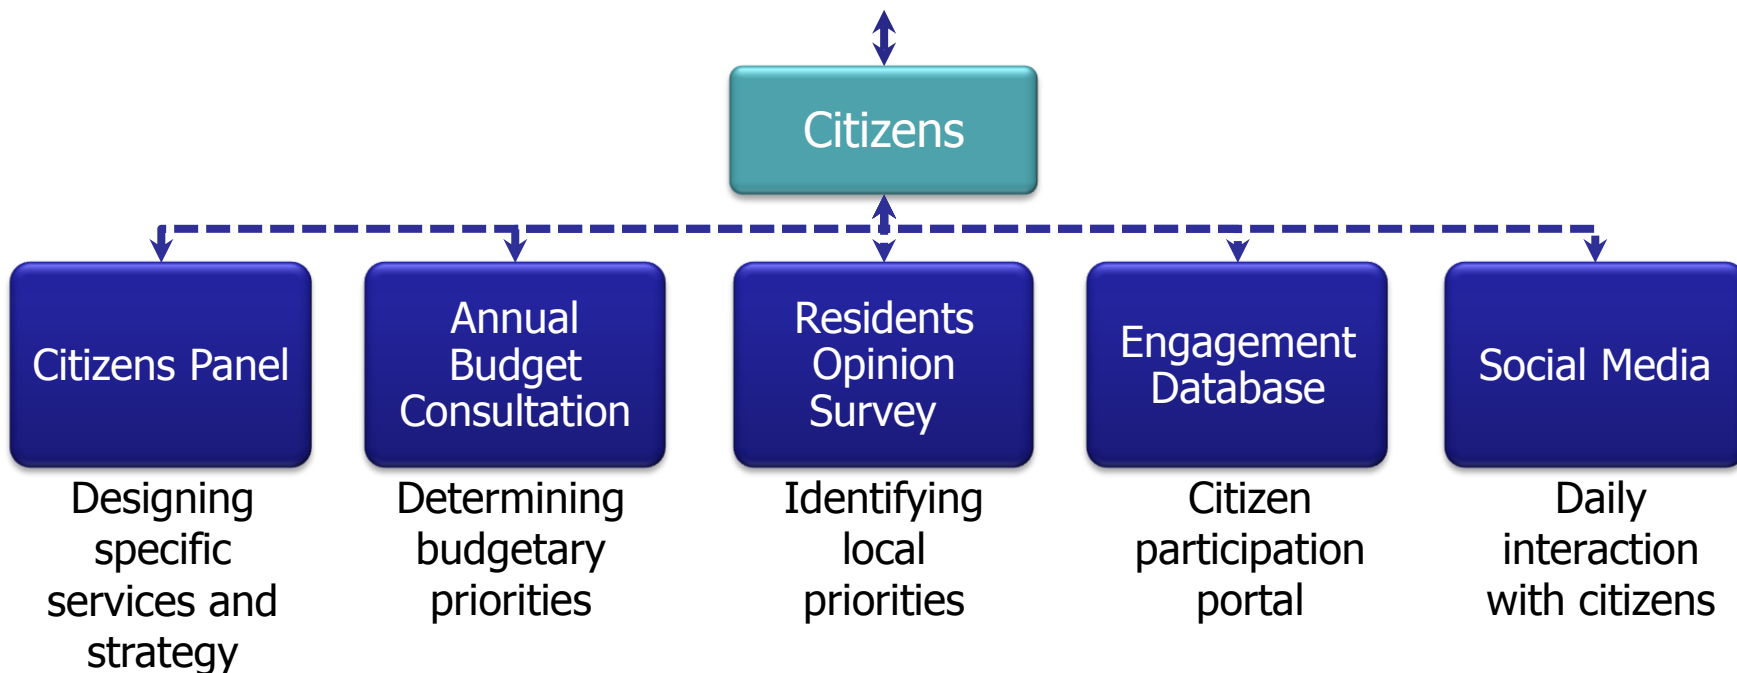 Citizens
Citizens Panel
Annual
Budget
Consultation
Residents
Opinion
Survey
Engagement
Database
Social Media
Designing
specific
services and
strategy
Determining
budgetary
priorities
Identifying
local
priorities
Citizen
participation
portal
Daily
interaction
with citizens